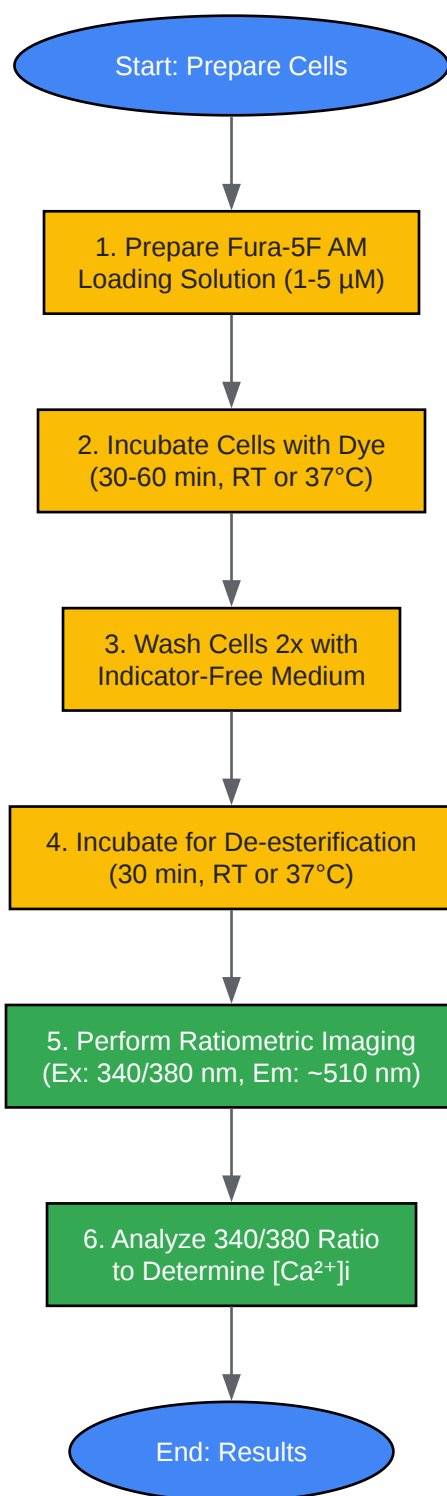 Start: Prepare Cells
1. Prepare Fura-5F AM
Loading Solution (1-5 µM)
2. Incubate Cells with Dye
(30-60 min, RT or 37°C)
3. Wash Cells 2x with
Indicator-Free Medium
4. Incubate for De-esterification
(30 min, RT or 37°C)
5. Perform Ratiometric Imaging
(Ex: 340/380 nm, Em: ~510 nm)
6. Analyze 340/380 Ratio
to Determine [Ca²⁺]i
End: Results